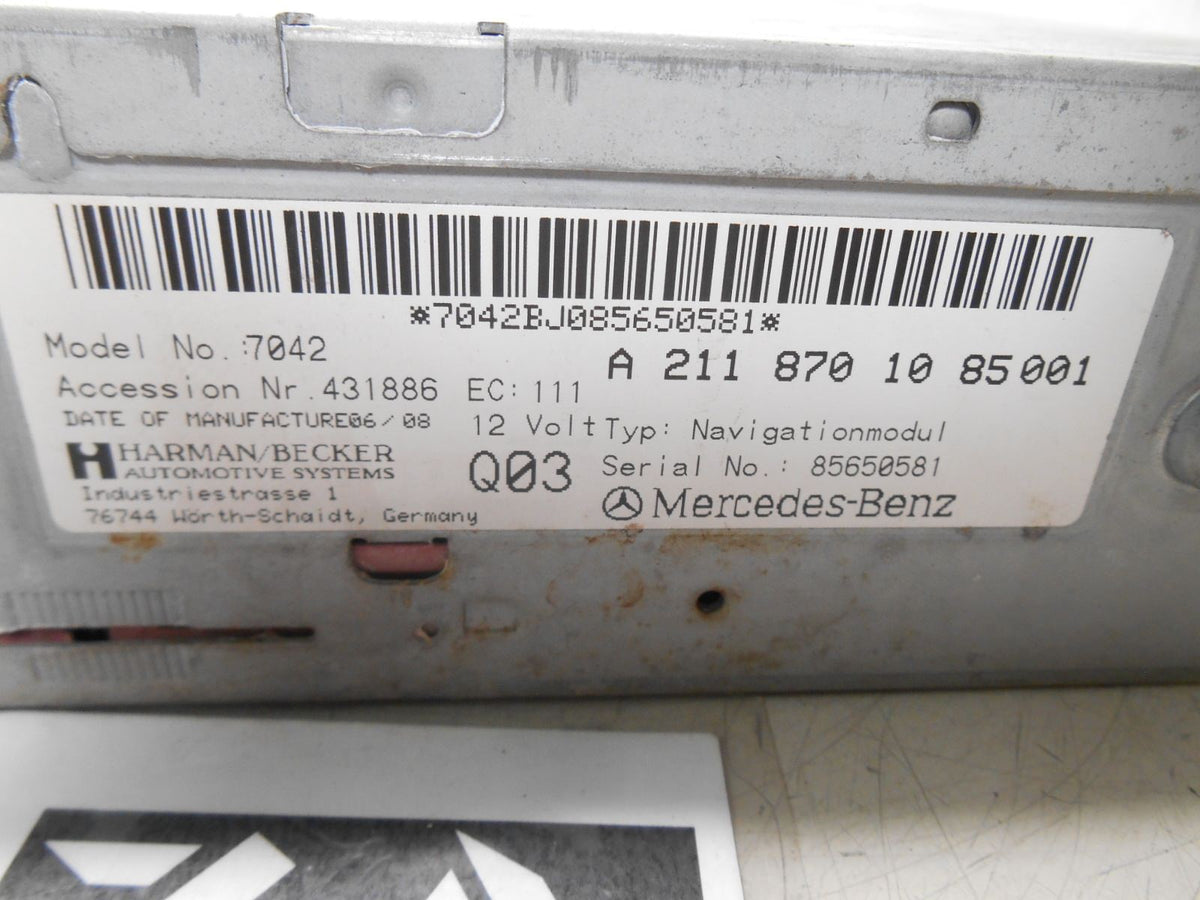 *7042BJ085650581*
Model No.:7042
A 211 870 10 85 001
Accession Nr.431886 EC: 111
DATE OF MANUFACTURE06/08
12 Volt Typ: Navigationmodul
HARMAN/BECKER
AUTOMOTIVE SYSTEMS
Q03
Serial No.: 85650581
Industriestrasse 1
76744 Wörth-Schaidt, Germany
Mercedes-Benz